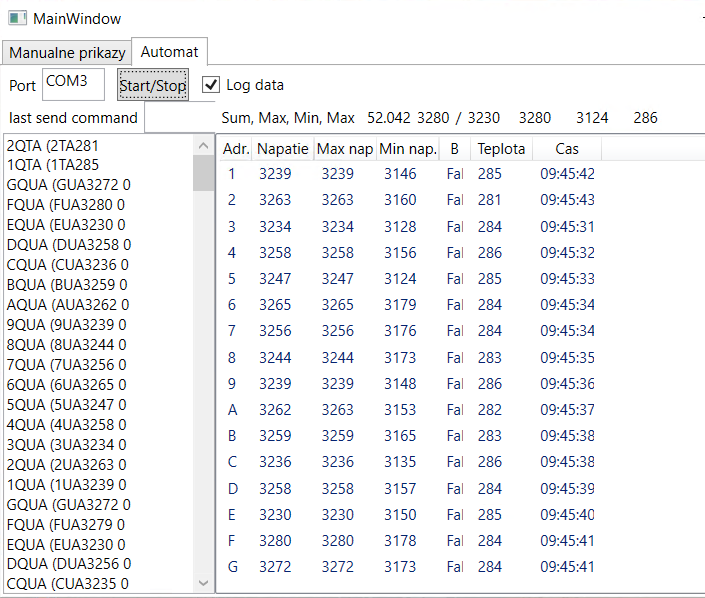 MainWindow
Manualne prikazy Automat
Port COM3 Start/Stop Log data
last send command Sum, Max, Min, Max 52.042 3280 / 3230 3280 3124 286
2QTA (2TA281
1QTA (1TA285
GQUA (GUA3272 0
FQUA (FUA3280 0
EQUA (EUA3230 0
DQUA (DUA3258 0
CQUA (CUA3236 0
BQUA (BUA3259 0
AQUA (AUA3262 0
9QUA (9UA3239 0
8QUA (8UA3244 0
7QUA (7UA3256 0
6QUA (6UA3265 0
5QUA (5UA3247 0
4QUA (4UA3258 0
3QUA (3UA3234 0
2QUA (2UA3263 0
1QUA (1UA3239 0
GQUA (GUA3272 0
FQUA (FUA3279 0
EQUA (EUA3230 0
DQUA (DUA3256 0
CQUA (CUA3235 0
Adr. Napatie Max nap Min nap. B Teplota Cas
1 3239 3239 3146 Fal 285 09:45:42
2 3263 3263 3160 Fal 281 09:45:43
3 3234 3234 3128 Fal 284 09:45:31
4 3258 3258 3156 Fal 286 09:45:32
5 3247 3247 3124 Fal 285 09:45:33
6 3265 3265 3179 Fal 284 09:45:34
7 3256 3256 3176 Fal 284 09:45:34
8 3244 3244 3173 Fal 283 09:45:35
9 3239 3239 3148 Fal 286 09:45:36
A 3262 3263 3153 Fal 282 09:45:37
B 3259 3259 3165 Fal 283 09:45:38
C 3236 3236 3135 Fal 286 09:45:38
D 3258 3258 3157 Fal 284 09:45:39
E 3230 3230 3150 Fal 285 09:45:40
F 3280 3280 3178 Fal 284 09:45:41
G 3272 3272 3173 Fal 284 09:45:41